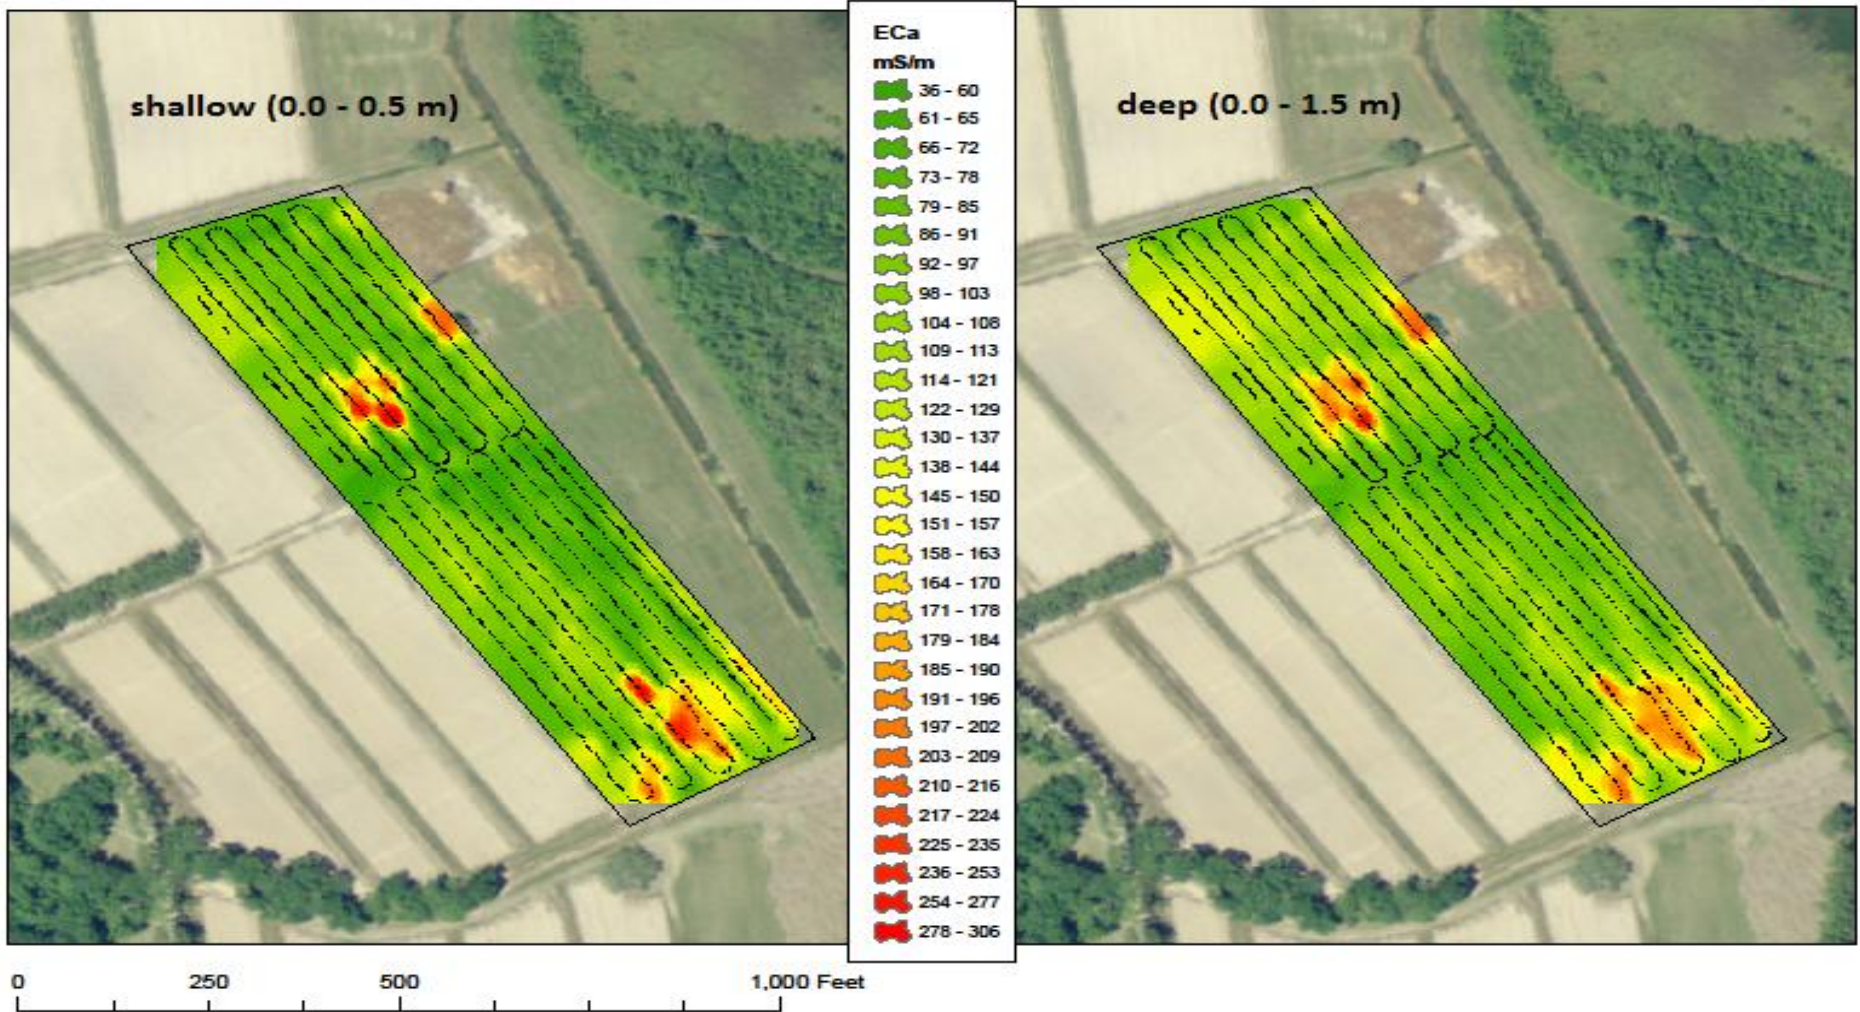 shallow (0.0 - 0.5 m)
ECa
mS/m
36 - 60
61 - 65
66 - 72
73 - 78
79 - 85
86 - 91
92 - 97
98 - 103
104 - 108
109 - 113
114 - 121
122 - 129
130 - 137
138 - 144
145 - 150
151 - 157
158 - 163
164 - 170
171 - 178
179 - 184
185 - 190
191 - 196
197 - 202
203 - 209
210 - 216
217 - 224
225 - 235
236 - 253
254 - 277
278 - 306
deep (0.0 - 1.5 m)
0 250 500 1,000 Feet